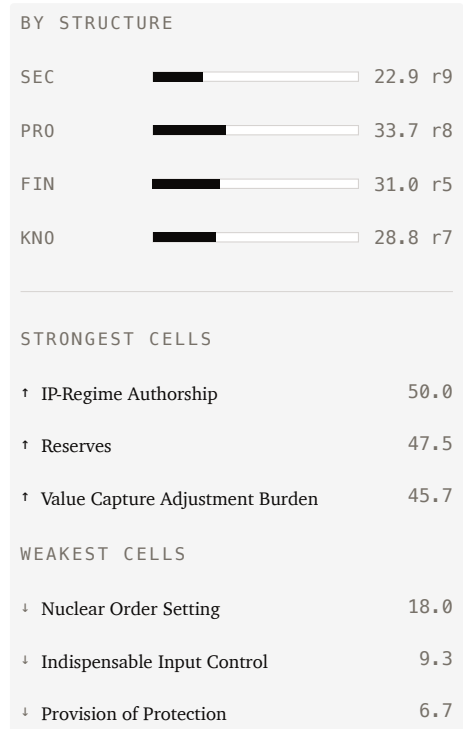 BY STRUCTURE
SEC 22.9 r9
PRO 33.7 r8
FIN 31.0 r5
KNO 28.8 r7
STRONGEST CELLS
↑ IP-Regime Authorship 50.0
↑ Reserves 47.5
↑ Value Capture Adjustment Burden 45.7
WEAKEST CELLS
↓ Nuclear Order Setting 18.0
↓ Indispensable Input Control 9.3
↓ Provision of Protection 6.7